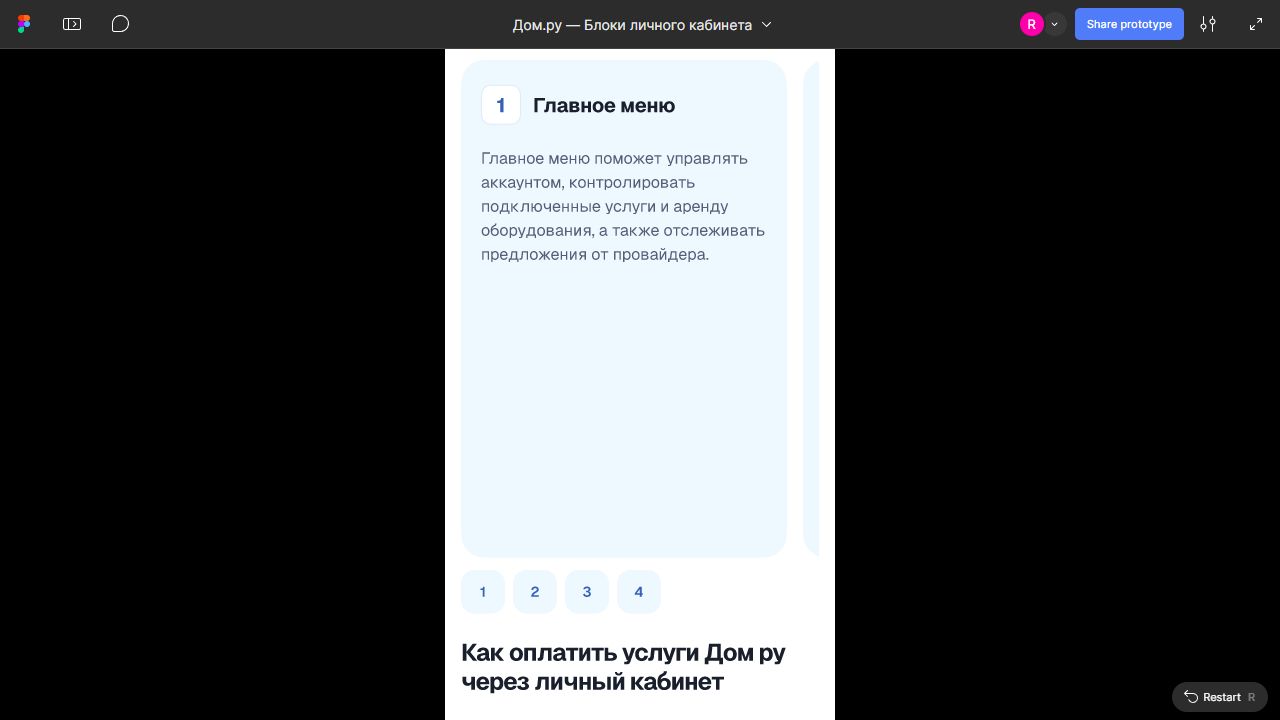 Дом.ру — Блоки личного кабинета
R
Share prototype
1
Главное меню
Главное меню поможет управлять
аккаунтом, контролировать
подключенные услуги и аренду
оборудования, а также отслеживать
предложения от провайдера.
1
2
3
4
Как оплатить услуги Дом ру
через личный кабинет
Restart R